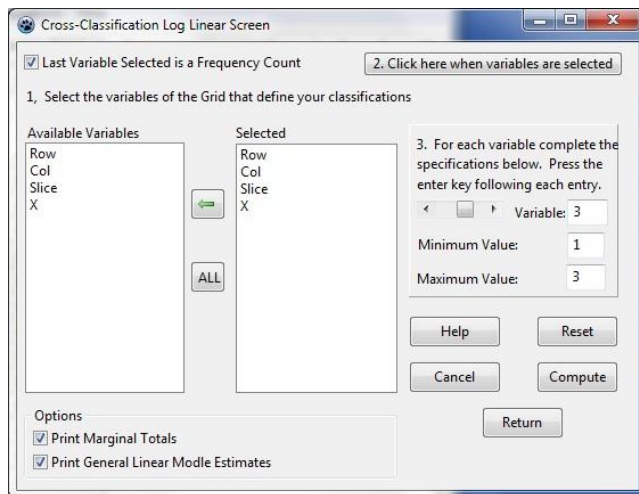 Cross-Classification Log Linear Screen
Last Variable Selected is a Frequency Count
2. Click here when variables are selected
1, Select the variables of the Grid that define your classifications
Available Variables
Row
Col
Slice
X
ALL
Selected
Row
Col
Slice
X
3. For each variable complete the
specifications below. Press the
enter key following each entry.
Variable: 3
Minimum Value: 1
Maximum Value: 3
Help
Reset
Cancel
Compute
Return
Options
Print Marginal Totals
Print General Linear Modle Estimates